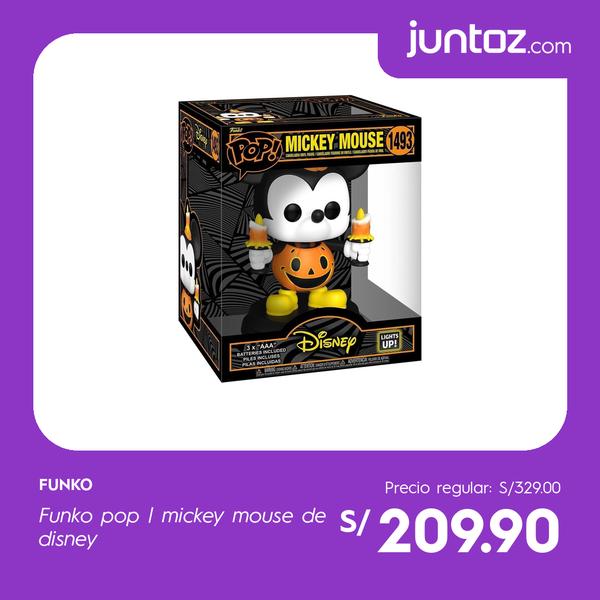 juntoz.com
Funko
POP!
MICKEY MOUSE
1493
Disney
3 x "AAA"
BATTERIES INCLUDED
PILES INCLUSES
PILAS INCLUIDAS
Disney
LIGHTS
UP!
FUNKO
Precio regular: S/329.00
Funko pop | mickey mouse de
disney
S/ 209.90